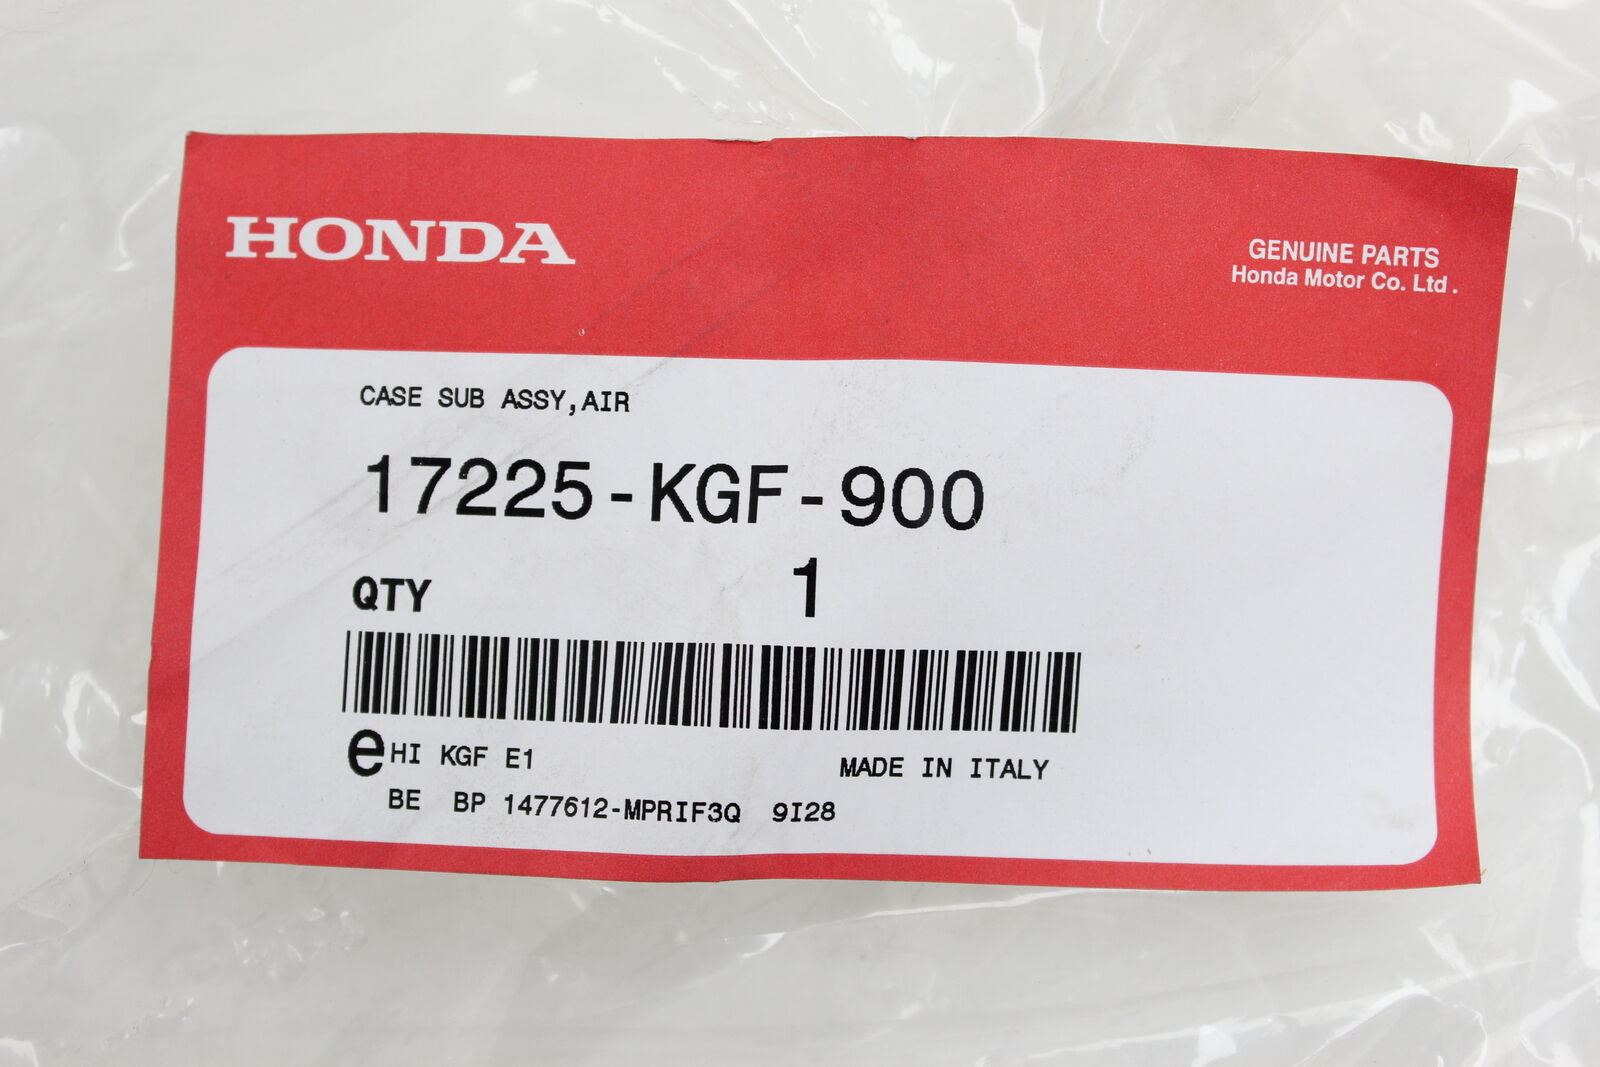 HONDA
GENUINE PARTS
Honda Motor Co. Ltd.
CASE SUB ASSY,AIR
17225-KGF-900
QTY 1
e HI KGF E1 MADE IN ITALY
BE BP 1477612-MPRIF3Q 9I28